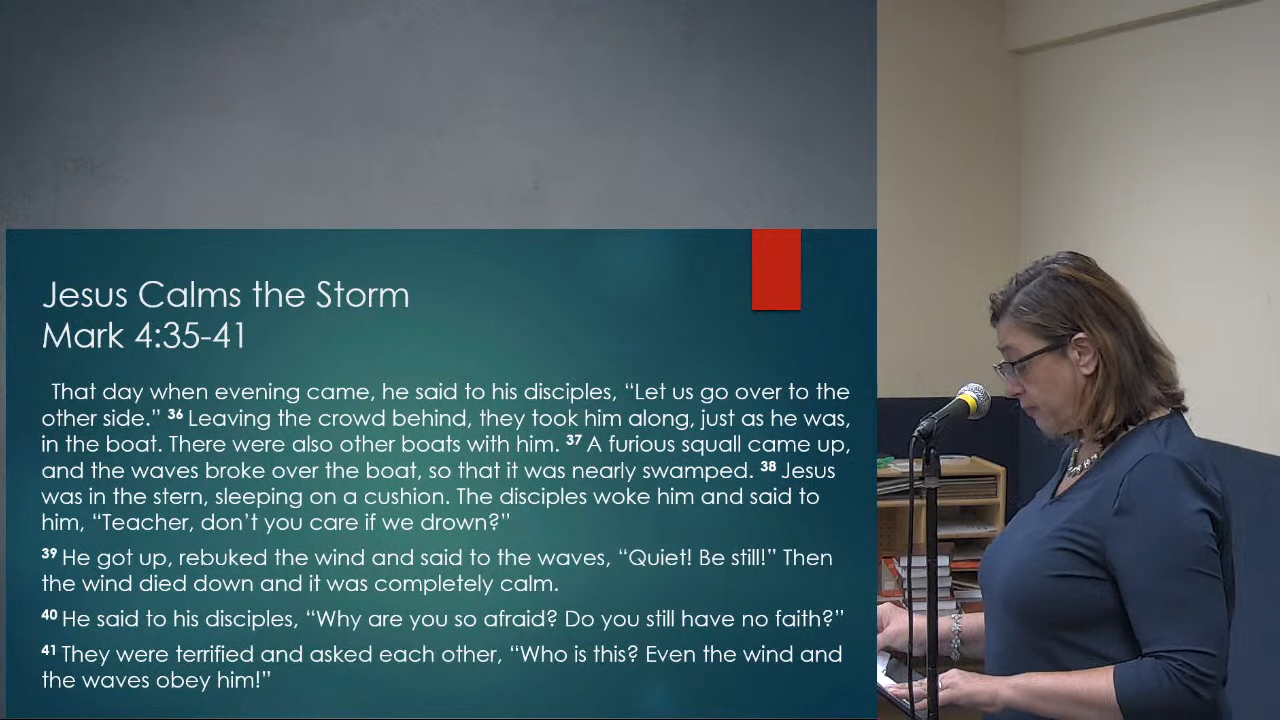 Jesus Calms the Storm
Mark 4:35-41
That day when evening came, he said to his disciples, “Let us go over to the
other side.” 36 Leaving the crowd behind, they took him along, just as he was,
in the boat. There were also other boats with him. 37 A furious squall came up,
and the waves broke over the boat, so that it was nearly swamped. 38 Jesus
was in the stern, sleeping on a cushion. The disciples woke him and said to
him, “Teacher, don’t you care if we drown?”
39 He got up, rebuked the wind and said to the waves, “Quiet! Be still!” Then
the wind died down and it was completely calm.
40 He said to his disciples, “Why are you so afraid? Do you still have no faith?”
41 They were terrified and asked each other, “Who is this? Even the wind and
the waves obey him!”